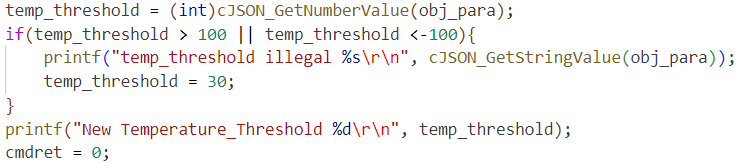 temp_threshold = (int)cJSON_GetNumberValue(obj_para);
if(temp_threshold > 100 || temp_threshold <-100){
    printf("temp_threshold illegal %s\r\n", cJSON_GetStringValue(obj_para));
    temp_threshold = 30;
}
printf("New Temperature_Threshold %d\r\n", temp_threshold);
cmdret = 0;